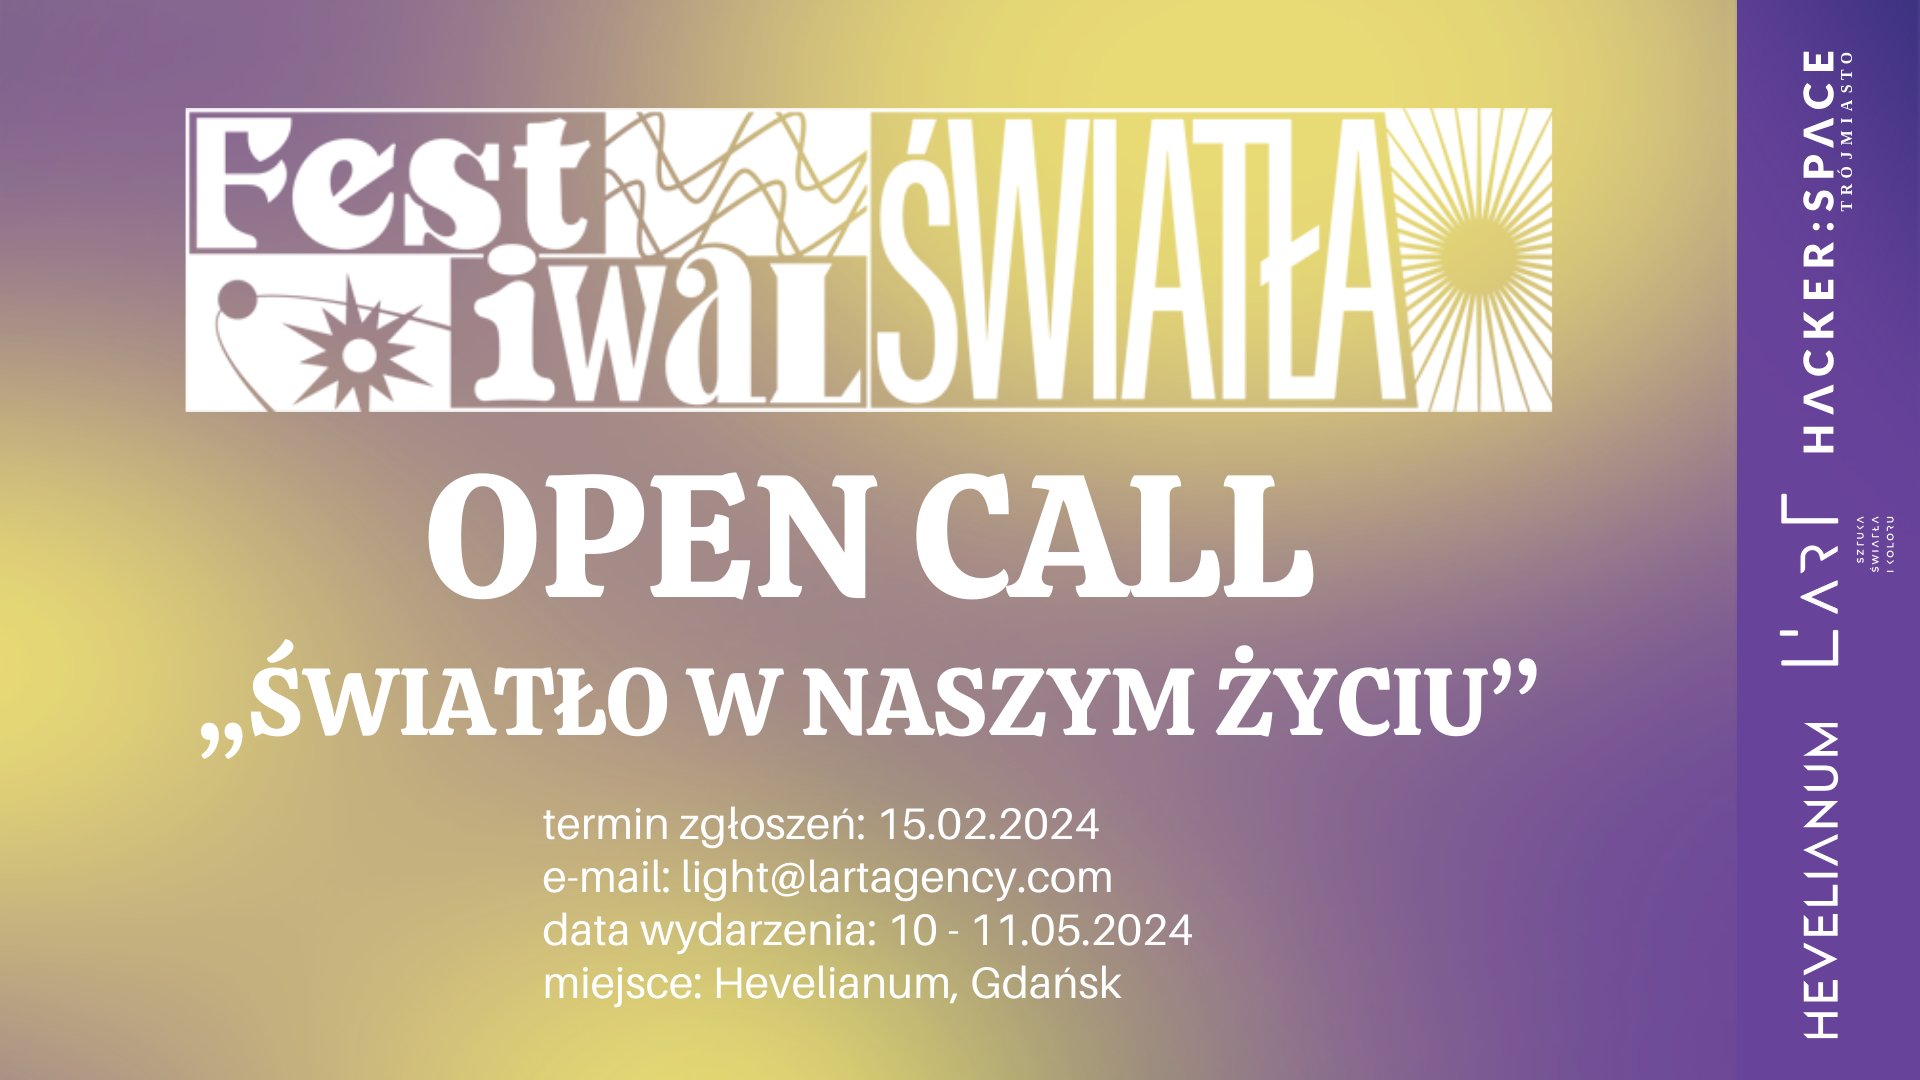 Fest
iwaL
ŚWIATŁA
OPEN CALL
„ŚWIATŁO W NASZYM ŻYCIU”
termin zgłoszeń: 15.02.2024
e-mail: light@lartagency.com
data wydarzenia: 10 - 11.05.2024
miejsce: Hevelianum, Gdańsk
HEVELIANUM
L'ART
SZTUKA
ŚWIATŁA
I KOLORU
HACKER:SPACE
TRÓJMIASTO